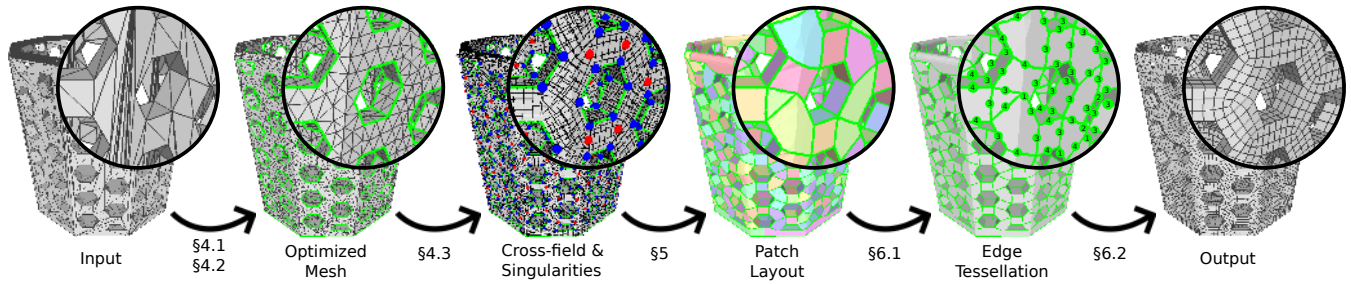 Input
§4.1
§4.2
Optimized
Mesh
§4.3
Cross-field &
Singularities
§5
Patch
Layout
§6.1
Edge
Tessellation
§6.2
Output